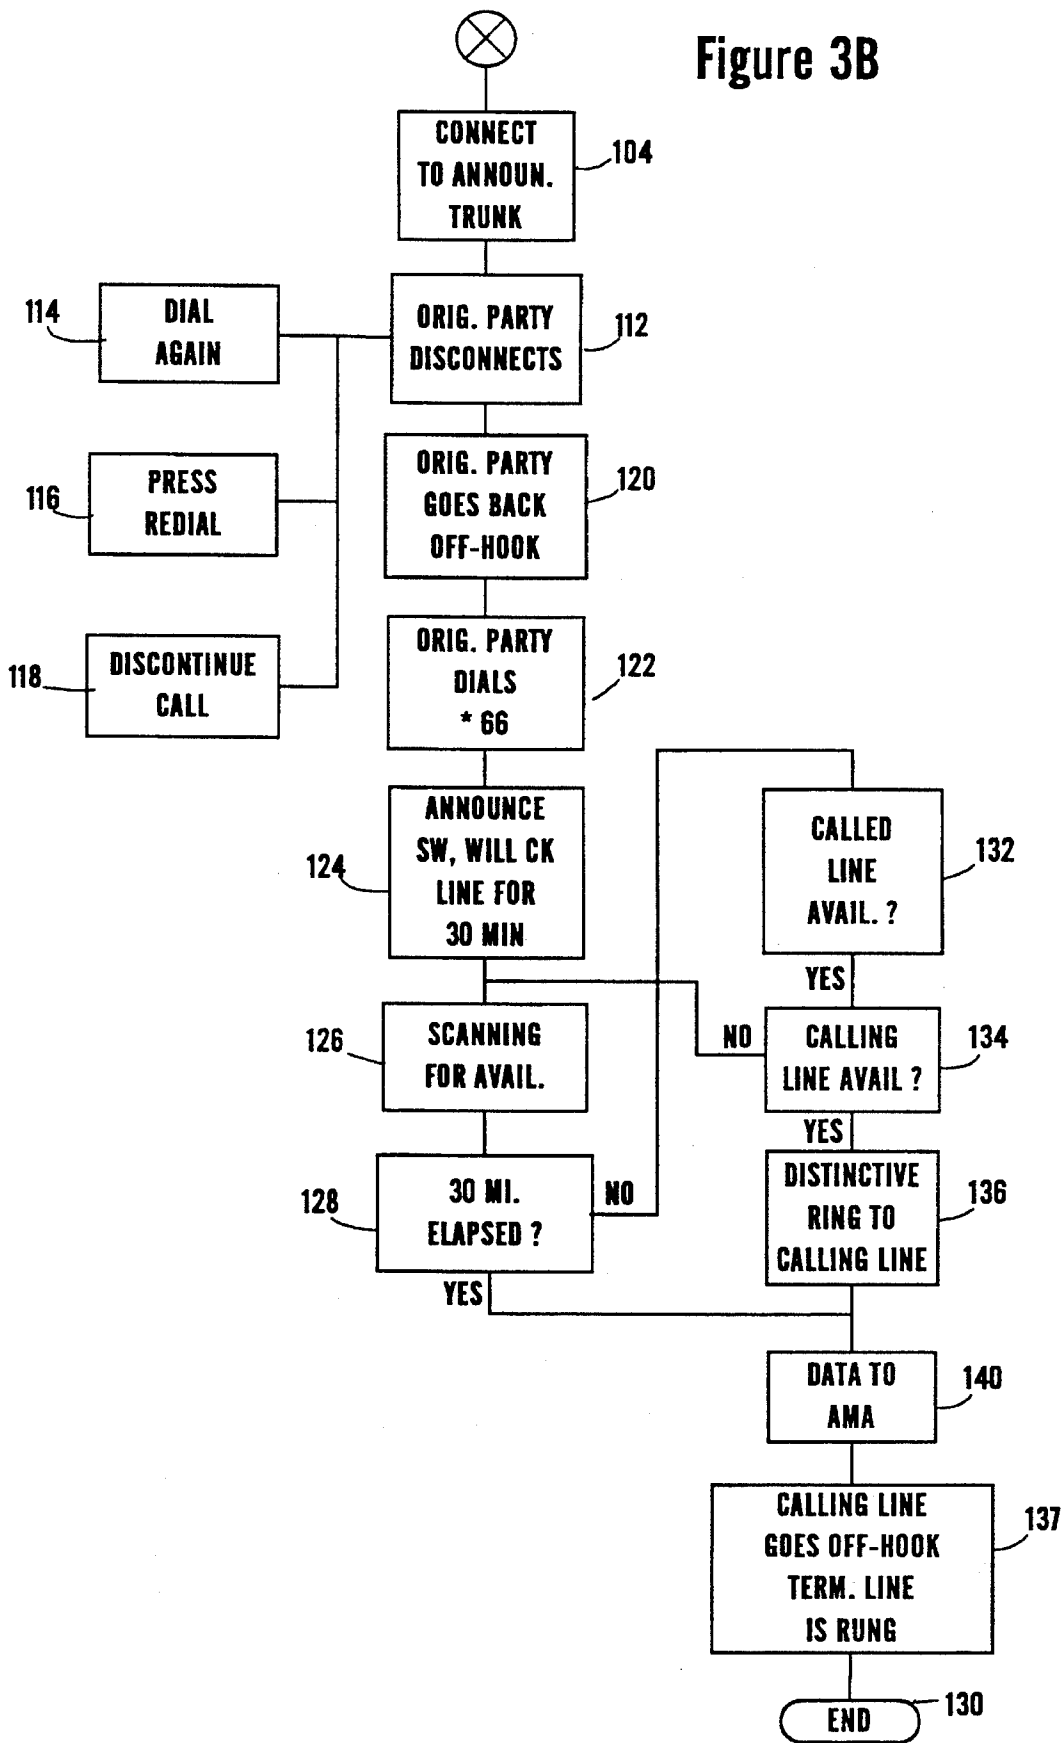 Figure 3B
CONNECT
TO ANNOUN.
TRUNK
104
ORIG. PARTY
DISCONNECTS
112
114
DIAL
AGAIN
116
PRESS
REDIAL
118
DISCONTINUE
CALL
ORIG. PARTY
GOES BACK
OFF-HOOK
120
ORIG. PARTY
DIALS
* 66
122
124
ANNOUNCE
SW, WILL CK
LINE FOR
30 MIN
126
SCANNING
FOR AVAIL.
128
30 MI.
ELAPSED ?
NO
YES
CALLED
LINE
AVAIL. ?
132
YES
NO
CALLING
LINE AVAIL ?
134
YES
DISTINCTIVE
RING TO
CALLING LINE
136
DATA TO
AMA
140
CALLING LINE
GOES OFF-HOOK
TERM. LINE
IS RUNG
137
END
130